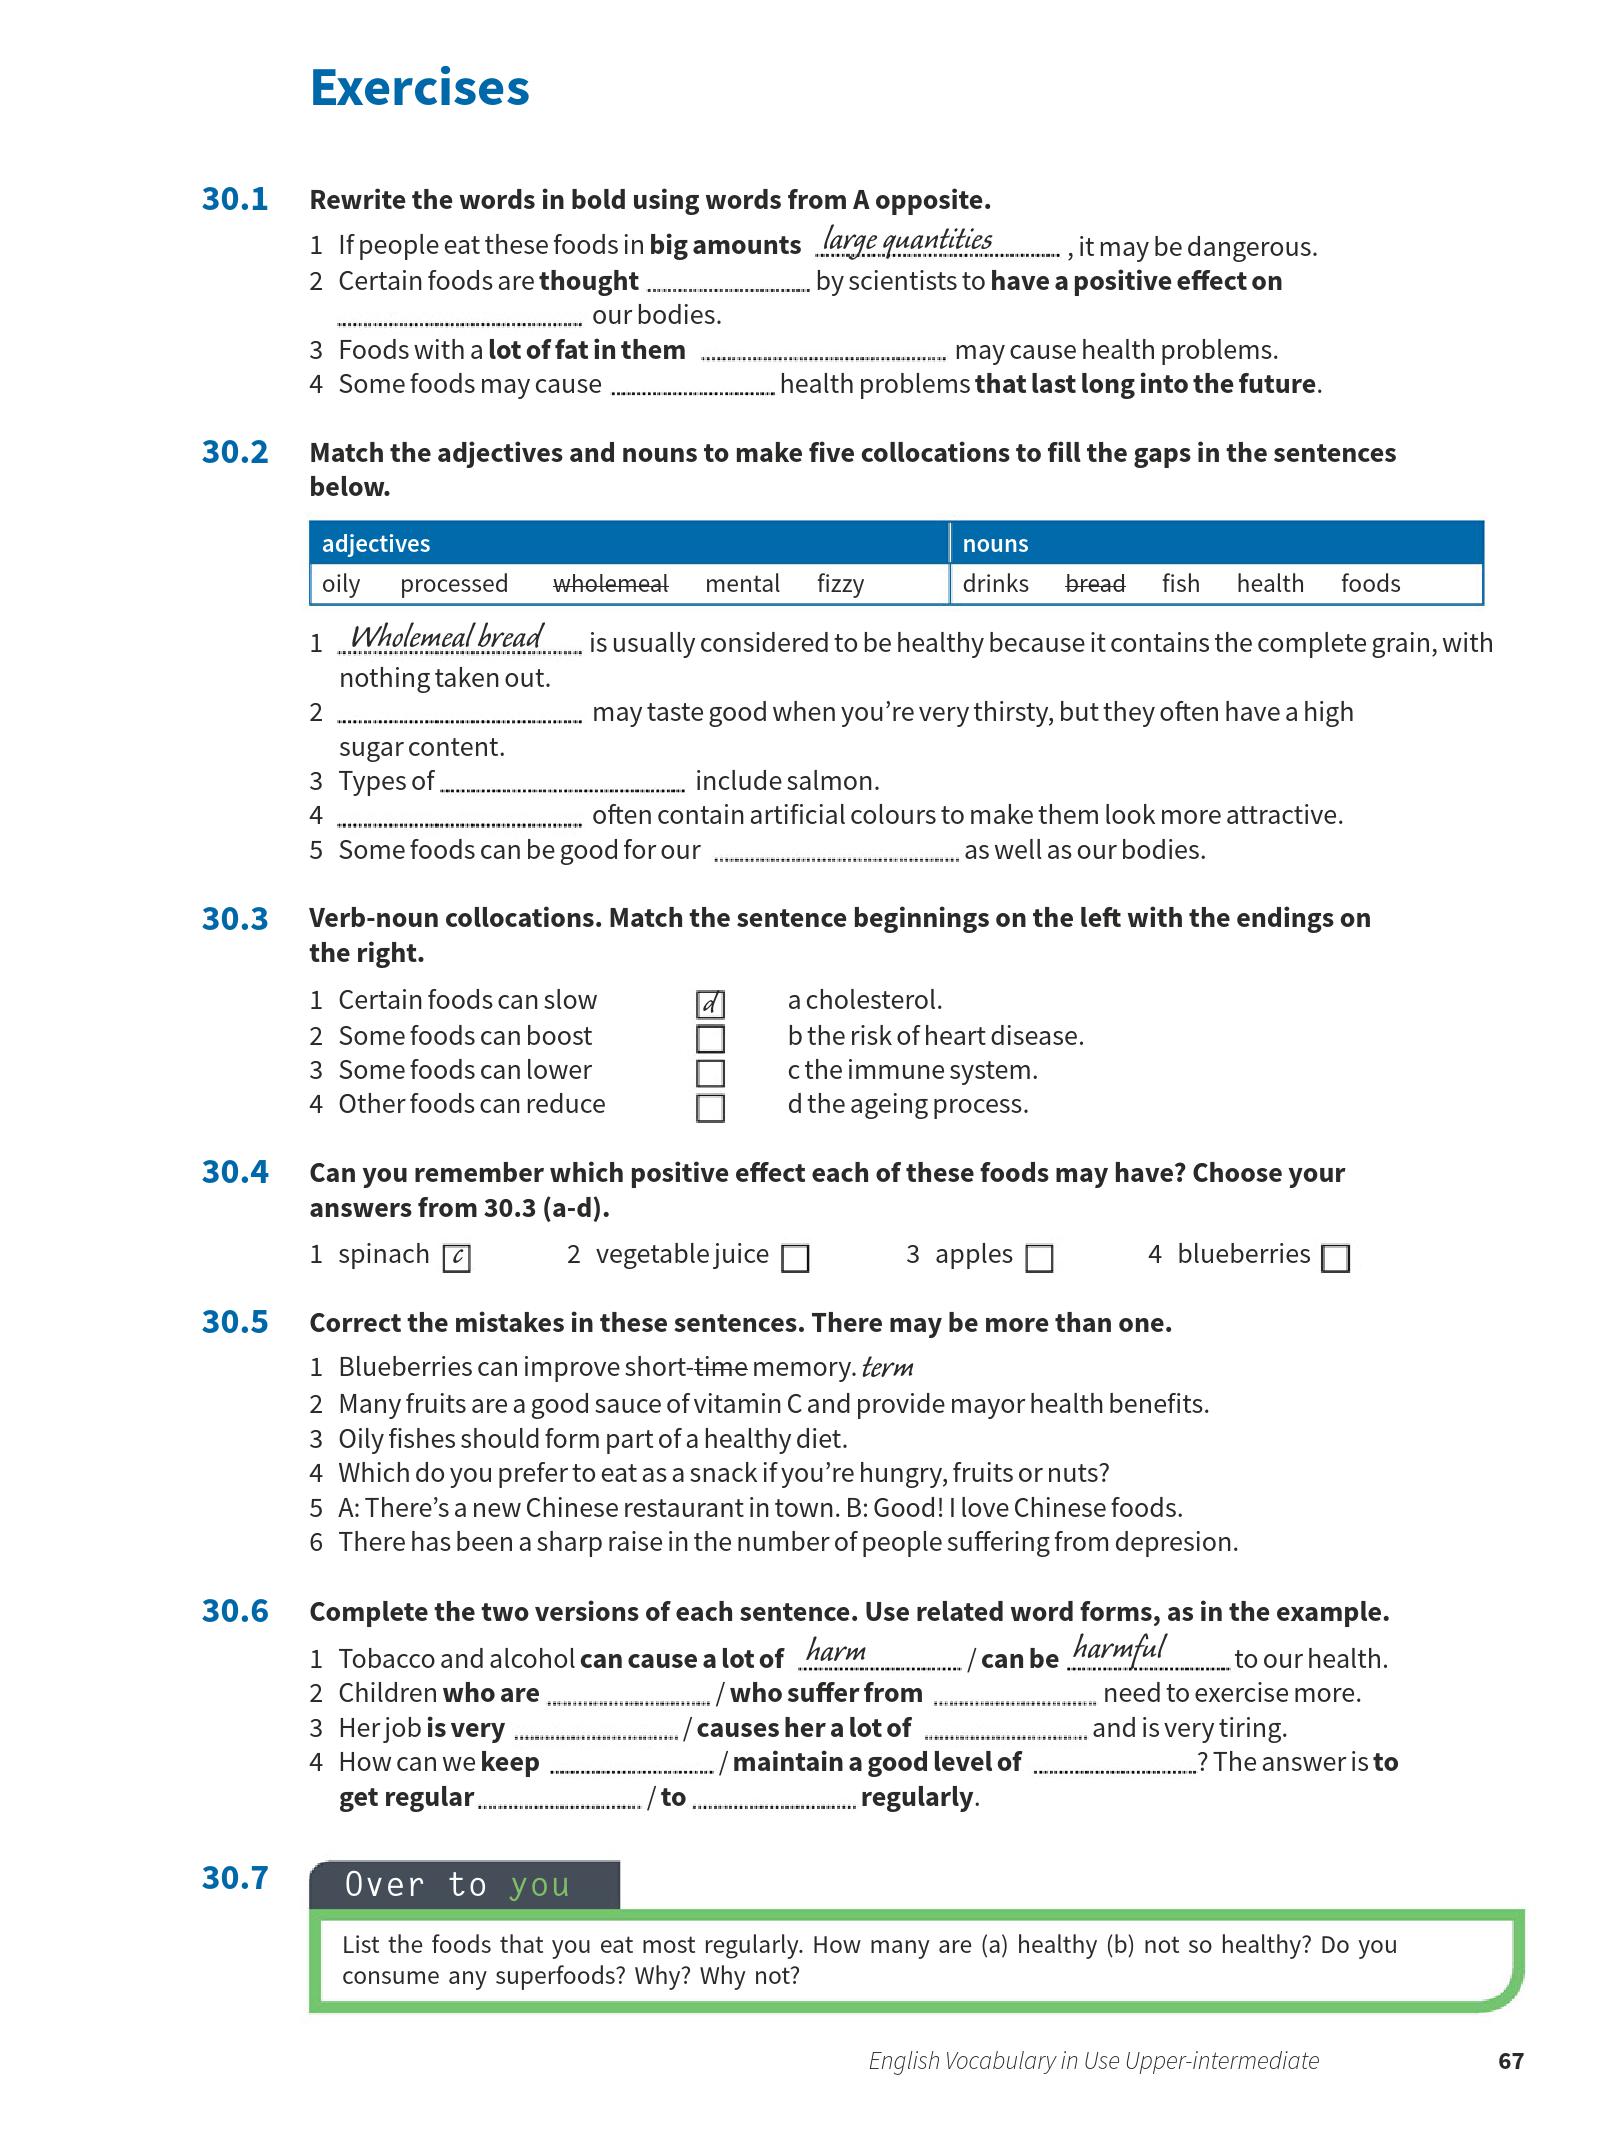 Exercises
30.1 Rewrite the words in bold using words from A opposite.
1 If people eat these foods in big amounts large quantities , it may be dangerous.
2 Certain foods are thought ................ by scientists to have a positive effect on
................ our bodies.
3 Foods with a lot of fat in them ................ may cause health problems.
4 Some foods may cause ................ health problems that last long into the future.
30.2 Match the adjectives and nouns to make five collocations to fill the gaps in the sentences
below.
adjectives nouns
oily processed wholemeal mental fizzy drinks bread fish health foods
1 Wholemeal bread is usually considered to be healthy because it contains the complete grain, with
nothing taken out.
2 ................ may taste good when you're very thirsty, but they often have a high
sugar content.
3 Types of ................ include salmon.
4 ................ often contain artificial colours to make them look more attractive.
5 Some foods can be good for our ................ as well as our bodies.
30.3 Verb-noun collocations. Match the sentence beginnings on the left with the endings on
the right.
1 Certain foods can slow d a cholesterol.
2 Some foods can boost b the risk of heart disease.
3 Some foods can lower c the immune system.
4 Other foods can reduce d the ageing process.
30.4 Can you remember which positive effect each of these foods may have? Choose your
answers from 30.3 (a-d).
1 spinach c 2 vegetable juice 3 apples 4 blueberries
30.5 Correct the mistakes in these sentences. There may be more than one.
1 Blueberries can improve short-time memory. term
2 Many fruits are a good sauce of vitamin C and provide mayor health benefits.
3 Oily fishes should form part of a healthy diet.
4 Which do you prefer to eat as a snack if you're hungry, fruits or nuts?
5 A: There's a new Chinese restaurant in town. B: Good! I love Chinese foods.
6 There has been a sharp raise in the number of people suffering from depresion.
30.6 Complete the two versions of each sentence. Use related word forms, as in the example.
1 Tobacco and alcohol can cause a lot of harm / can be harmful to our health.
2 Children who are ................ / who suffer from ................ need to exercise more.
3 Her job is very ................ / causes her a lot of ................ and is very tiring.
4 How can we keep ................ / maintain a good level of ................? The answer is to
get regular ................ / to ................ regularly.
30.7 Over to you
List the foods that you eat most regularly. How many are (a) healthy (b) not so healthy? Do you
consume any superfoods? Why? Why not?
English Vocabulary in Use Upper-intermediate 67